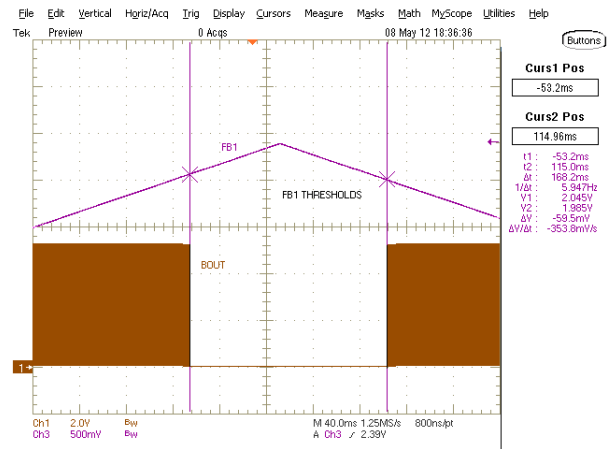 File Edit Vertical Horiz/Acq Trig Display Cursors Measure Masks Math MyScope Utilities Help
Tek Preview 0 Acqs 08 May 12 18:36:36
Buttons
Curs1 Pos
-53.2ms
Curs2 Pos
114.96ms
t1: -53.2ms
t2: 115.0ms
Δt: 168.2ms
1/Δt: 5.947Hz
V1: 2.045V
V2: 1.985V
ΔV: -59.5mV
ΔV/Δt: -353.8mV/s
FB1
FB1 THRESHOLDS
BOUT
1
Ch1 2.0V BW M 40.0ms 1.25MS/s 800ns/pt
Ch3 500mV BW A Ch3 / 2.39V